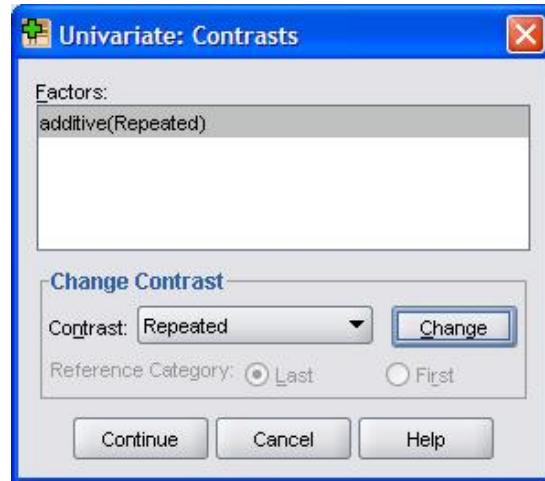 Univariate: Contrasts
Factors:
additive(Repeated)
Change Contrast
Contrast: Repeated Change
Reference Category: Last First
Continue Cancel Help